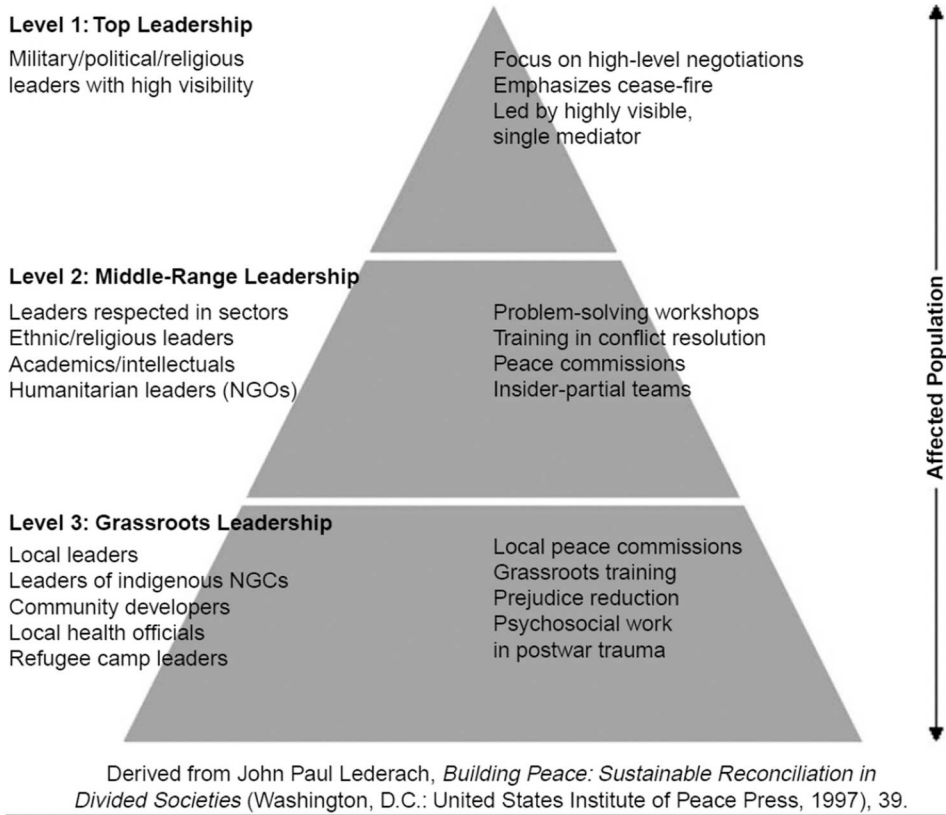 Level 1: Top Leadership
Military/political/religious
leaders with high visibility
Focus on high-level negotiations
Emphasizes cease-fire
Led by highly visible,
single mediator
Level 2: Middle-Range Leadership
Leaders respected in sectors
Ethnic/religious leaders
Academics/intellectuals
Humanitarian leaders (NGOs)
Problem-solving workshops
Training in conflict resolution
Peace commissions
Insider-partial teams
Level 3: Grassroots Leadership
Local leaders
Leaders of indigenous NGCs
Community developers
Local health officials
Refugee camp leaders
Local peace commissions
Grassroots training
Prejudice reduction
Psychosocial work
in postwar trauma
Affected Population
Derived from John Paul Lederach, Building Peace: Sustainable Reconciliation in
Divided Societies (Washington, D.C.: United States Institute of Peace Press, 1997), 39.